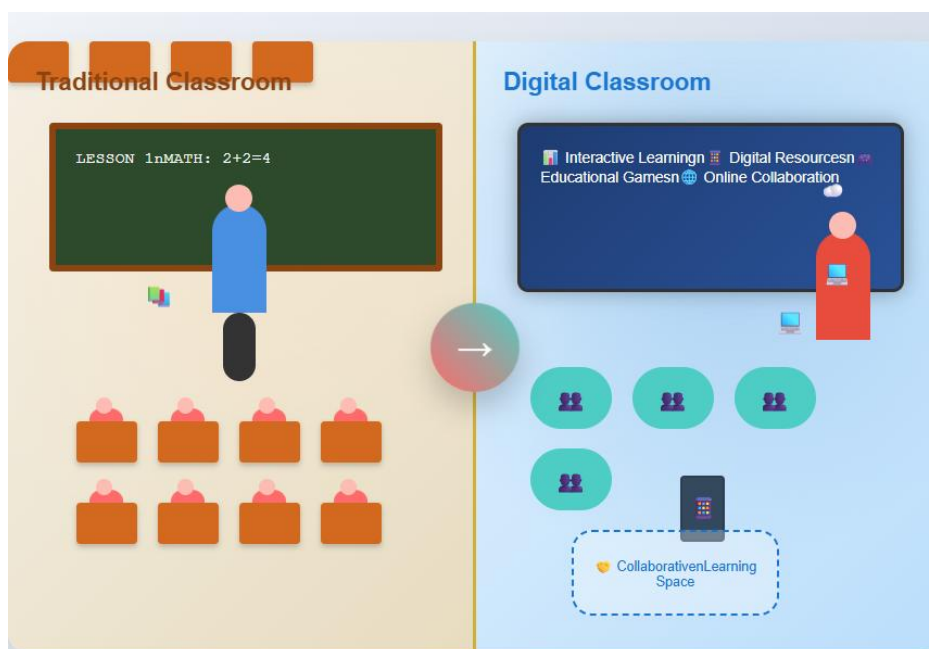 Traditional Classroom
LESSON 1nMATH: 2+2=4
Digital Classroom
Interactive Learningn Digital Resourcesn
Educational Gamesn Online Collaboration
CollaborativenLearning
Space